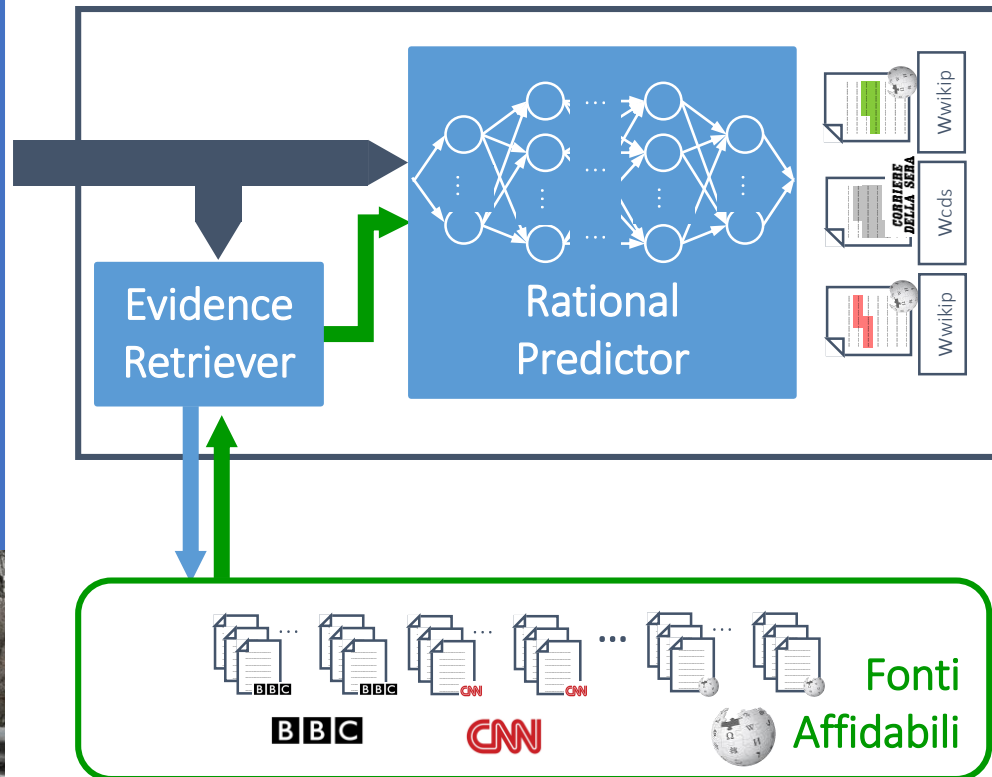 Wwikip
CORRIERE
DELLA SERA
Wcds
Wwikip
Evidence
Retriever
Rational
Predictor
...
...
...
...
...
...
...
...
...
...
...
BBC
BBC
CNN
CNN
BBC
CNN
Fonti
Affidabili